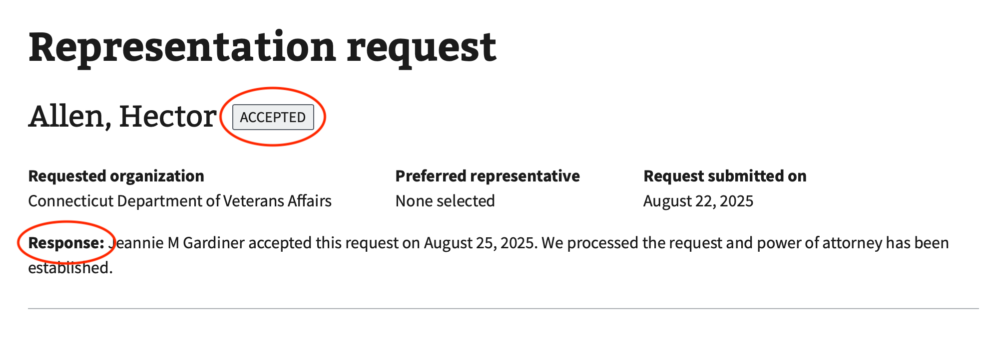 Representation request
Allen, Hector ACCEPTED
Requested organization Preferred representative Request submitted on
Connecticut Department of Veterans Affairs None selected August 22, 2025
Response: Jeannie M Gardiner accepted this request on August 25, 2025. We processed the request and power of attorney has been
established.